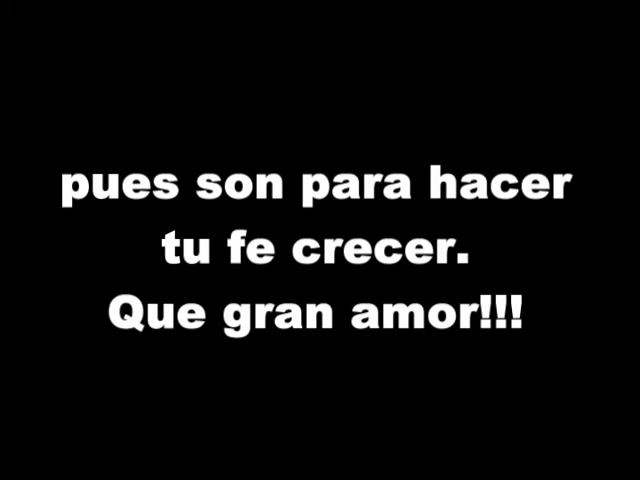 pues son para hacer
tu fe crecer.
Que gran amor!!!